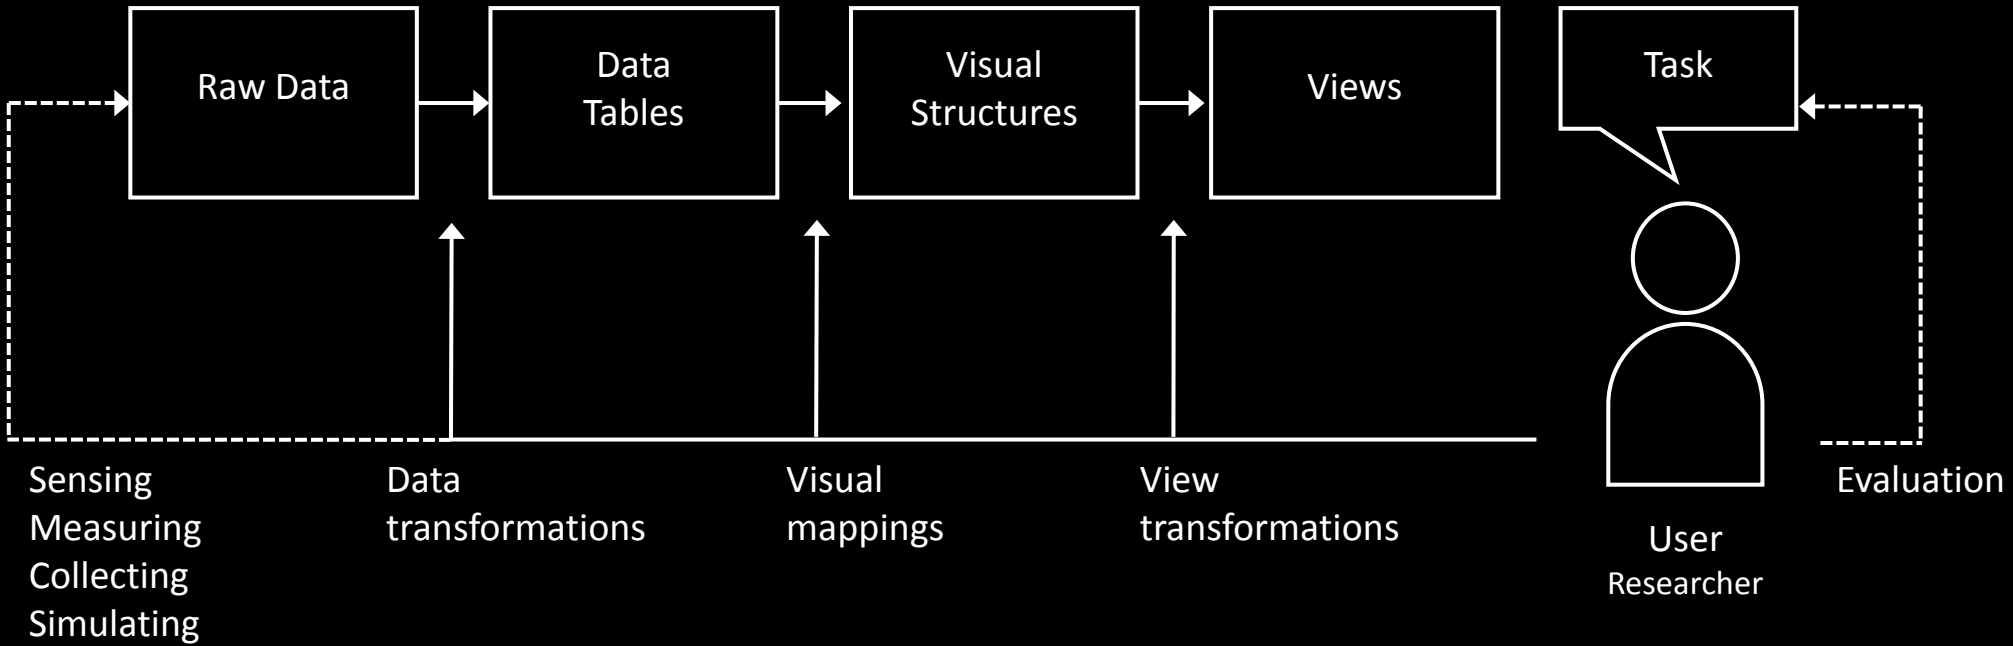 Raw Data
Data
Tables
Visual
Structures
Views
Task
Sensing
Measuring
Collecting
Simulating
Data
transformations
Visual
mappings
View
transformations
User
Researcher
Evaluation